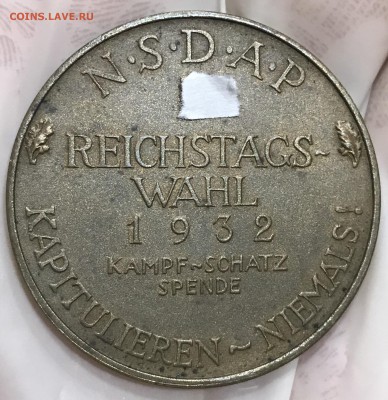 COINS.LAVE.RU
N·S·D·A·P
REICHSTAGS~
WAHL
1932
KAMPF~SCHATZ
SPENDE
KAPITULIEREN~NIEMALS!